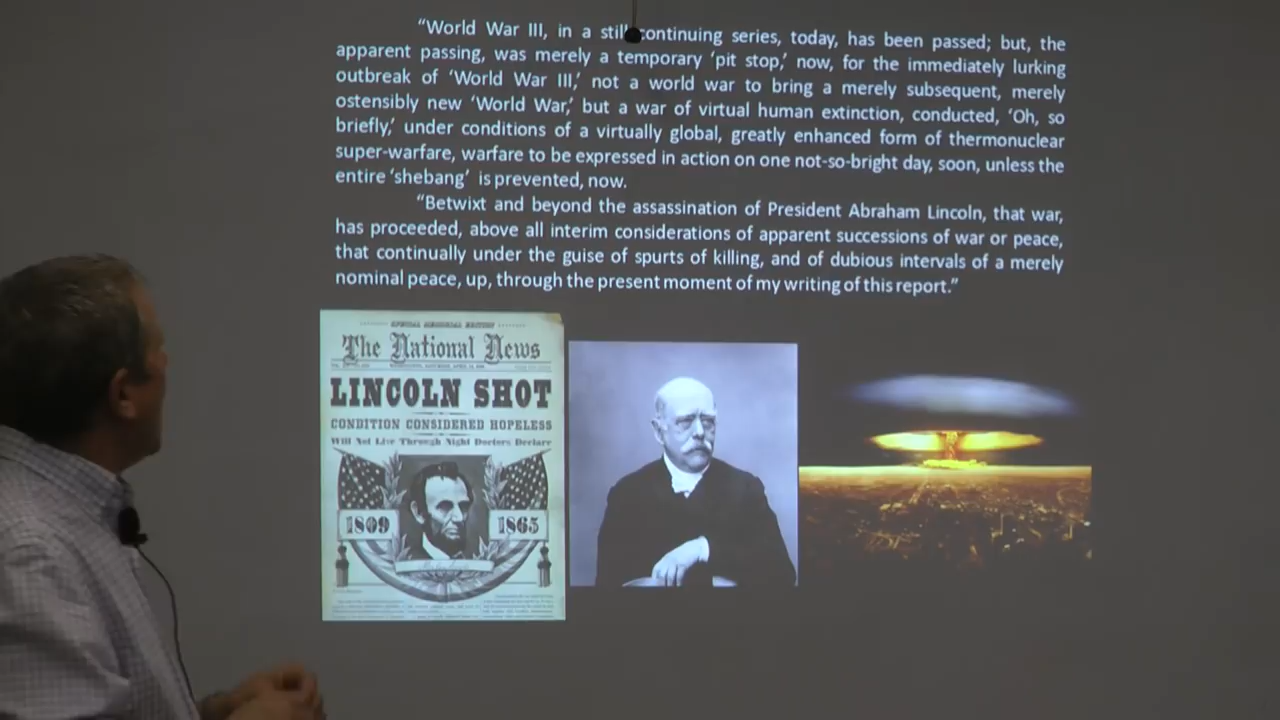 “World War III, in a still continuing series, today, has been passed; but, the
apparent passing, was merely a temporary ‘pit stop,’ now, for the immediately lurking
outbreak of ‘World War III,’ not a world war to bring a merely subsequent, merely
ostensibly new ‘World War,’ but a war of virtual human extinction, conducted, ‘Oh, so
briefly,’ under conditions of a virtually global, greatly enhanced form of thermonuclear
super-warfare, warfare to be expressed in action on one not-so-bright day, soon, unless the
entire ‘shebang’ is prevented, now.
“Betwixt and beyond the assassination of President Abraham Lincoln, that war,
has proceeded, above all interim considerations of apparent successions of war or peace,
that continually under the guise of spurts of killing, and of dubious intervals of a merely
nominal peace, up, through the present moment of my writing of this report.”
SPECIAL MEMORIAL EDITION
The National News
LINCOLN SHOT
CONDITION CONSIDERED HOPELESS
Will Not Live Through Night Doctors Declare
1809
1865